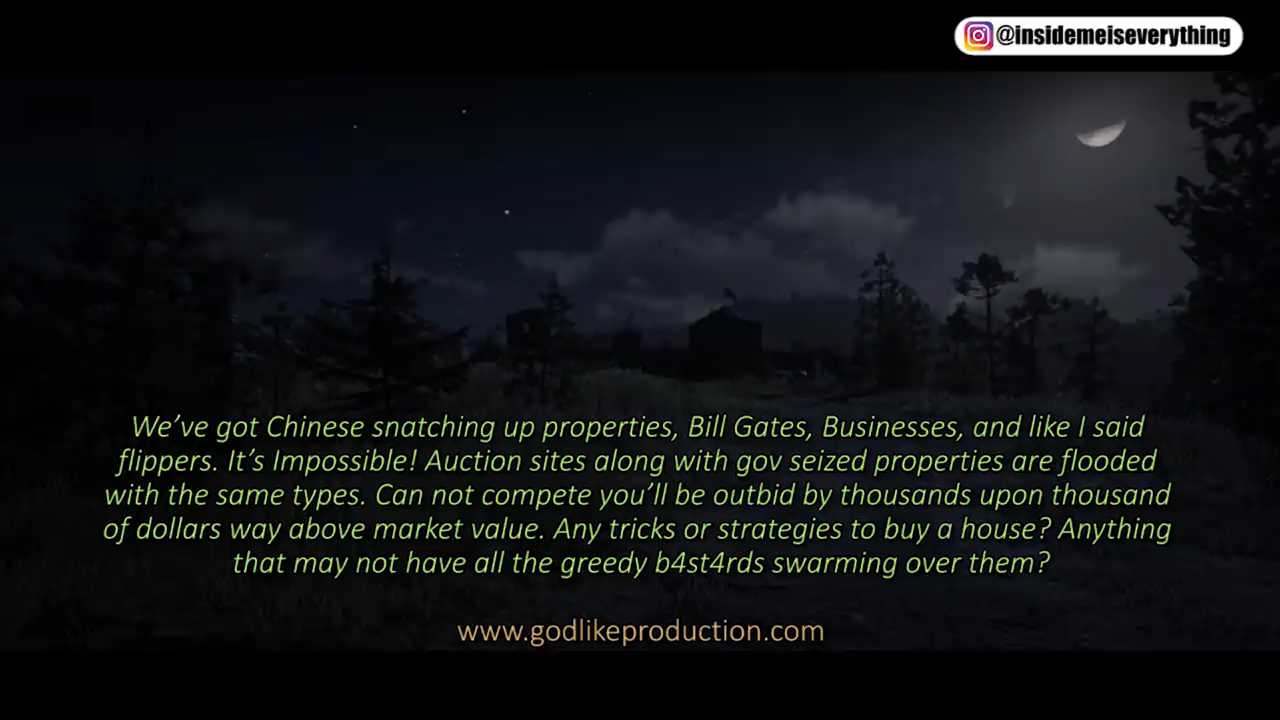 @insidemeiseverything
We’ve got Chinese snatching up properties, Bill Gates, Businesses, and like I said
flippers. It’s Impossible! Auction sites along with gov seized properties are flooded
with the same types. Can not compete you’ll be outbid by thousands upon thousand
of dollars way above market value. Any tricks or strategies to buy a house? Anything
that may not have all the greedy b4st4rds swarming over them?
www.godlikeproduction.com